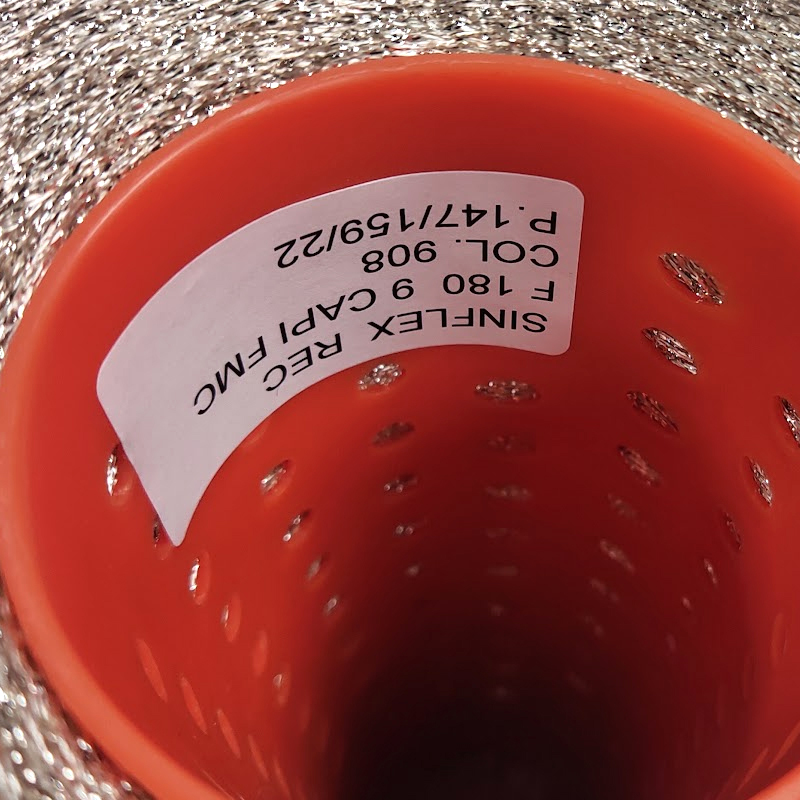 SINFLEX REC
F 180 9 CAPI FMC
COL. 908
P.147/159/22